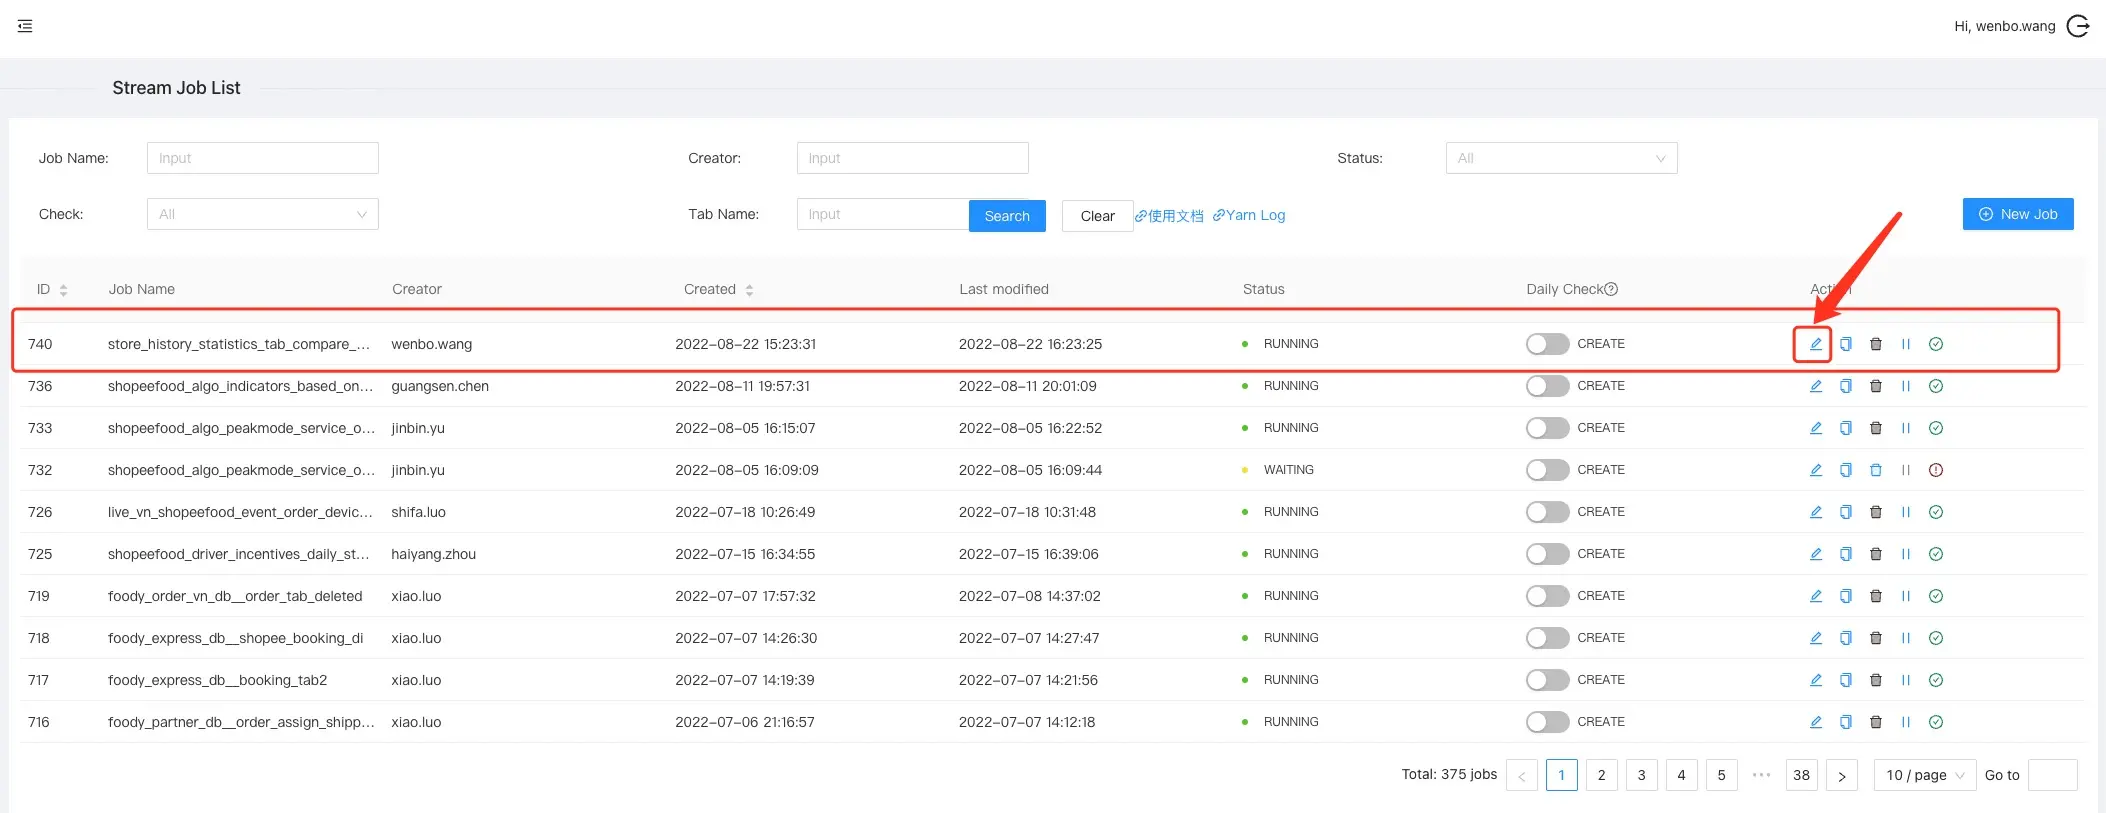 Hi, wenbo.wang
Stream Job List
Job Name: Input Creator: Input Status: All
Check: All Tab Name: Input Search Clear 使用文档 Yarn Log New Job
ID Job Name Creator Created Last modified Status Daily Check
740 store_history_statistics_tab_compare_... wenbo.wang 2022-08-22 15:23:31 2022-08-22 16:23:25 RUNNING CREATE
736 shopeefood_algo_indicators_based_on... guangsen.chen 2022-08-11 19:57:31 2022-08-11 20:01:09 RUNNING CREATE
733 shopeefood_algo_peakmode_service_o... jinbin.yu 2022-08-05 16:15:07 2022-08-05 16:22:52 RUNNING CREATE
732 shopeefood_algo_peakmode_service_o... jinbin.yu 2022-08-05 16:09:09 2022-08-05 16:09:44 WAITING CREATE
726 live_vn_shopeefood_event_order_devic... shifa.luo 2022-07-18 10:26:49 2022-07-18 10:31:48 RUNNING CREATE
725 shopeefood_driver_incentives_daily_st... haiyang.zhou 2022-07-15 16:34:55 2022-07-15 16:39:06 RUNNING CREATE
719 foody_order_vn_db__order_tab_deleted xiao.luo 2022-07-07 17:57:32 2022-07-08 14:37:02 RUNNING CREATE
718 foody_express_db__shopee_booking_di xiao.luo 2022-07-07 14:26:30 2022-07-07 14:27:47 RUNNING CREATE
717 foody_express_db__booking_tab2 xiao.luo 2022-07-07 14:19:39 2022-07-07 14:21:56 RUNNING CREATE
716 foody_partner_db__order_assign_shipp... xiao.luo 2022-07-06 21:16:57 2022-07-07 14:12:18 RUNNING CREATE
Total: 375 jobs < 1 2 3 4 5 ••• 38 > 10 / page Go to